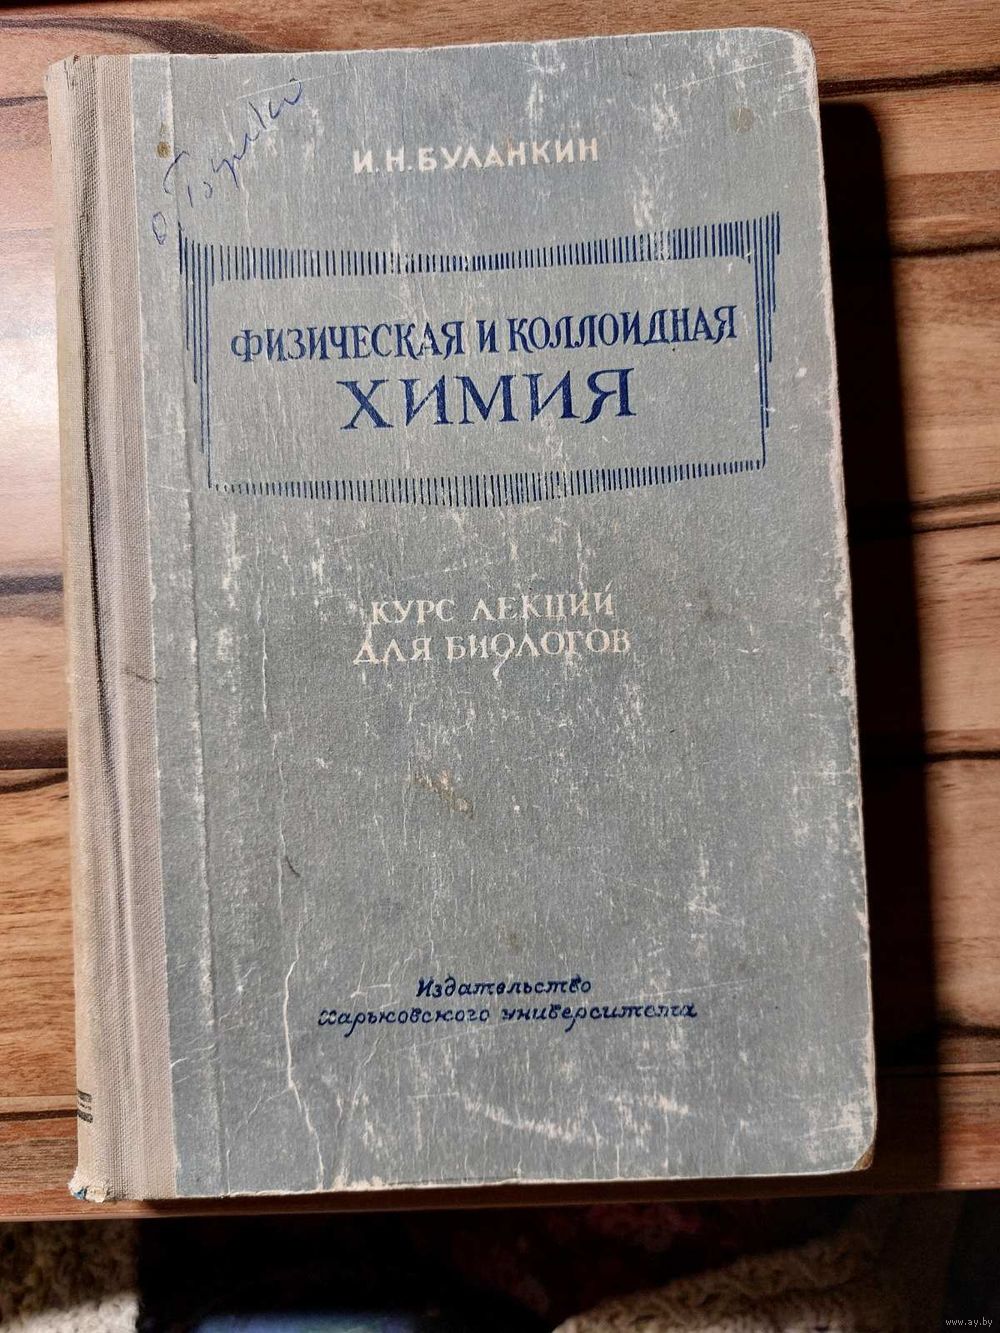 И.Н.БУЛАНКИН
ФИЗИЧЕСКАЯ И КОЛЛОИДНАЯ
ХИМИЯ
КУРС ЛЕКЦИЙ
ДЛЯ БИОЛОГОВ
Издательство
Харьковского университета
www.ay.by